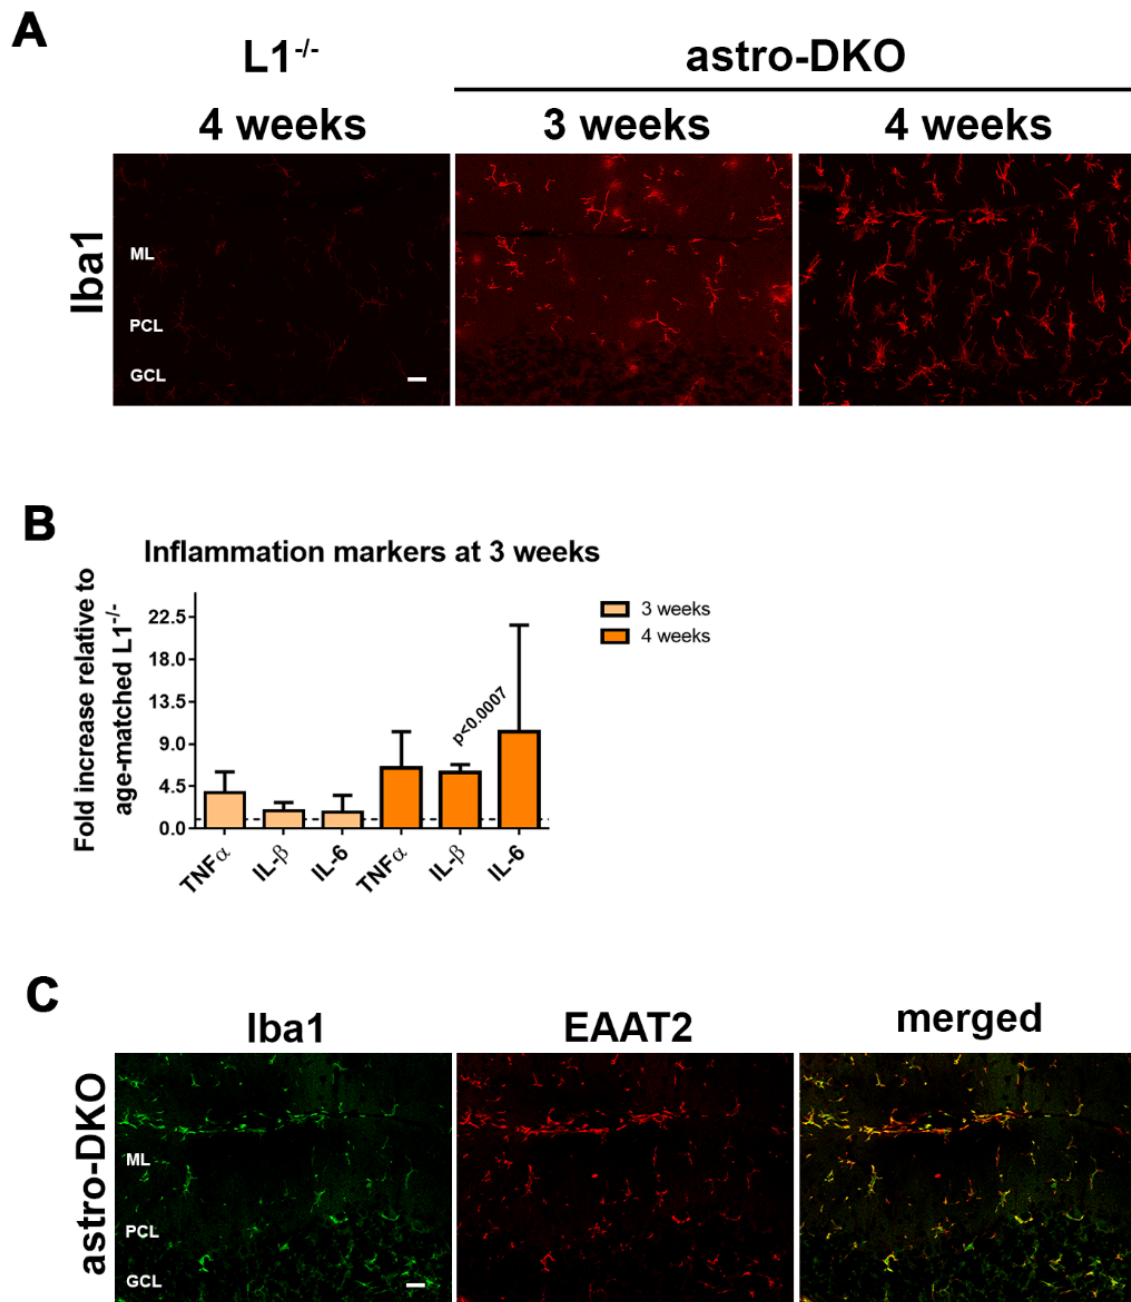 A
L1-/-
astro-DKO
4 weeks
3 weeks
4 weeks
Iba1
ML
PCL
GCL
B
Inflammation markers at 3 weeks
Fold increase relative to
age-matched L1-/-
22.5
18.0
13.5
9.0
4.5
0.0
p<0.0007
3 weeks
4 weeks
TNFα
IL-β
IL-6
TNFα
IL-β
IL-6
C
Iba1
EAAT2
merged
astro-DKO
ML
PCL
GCL